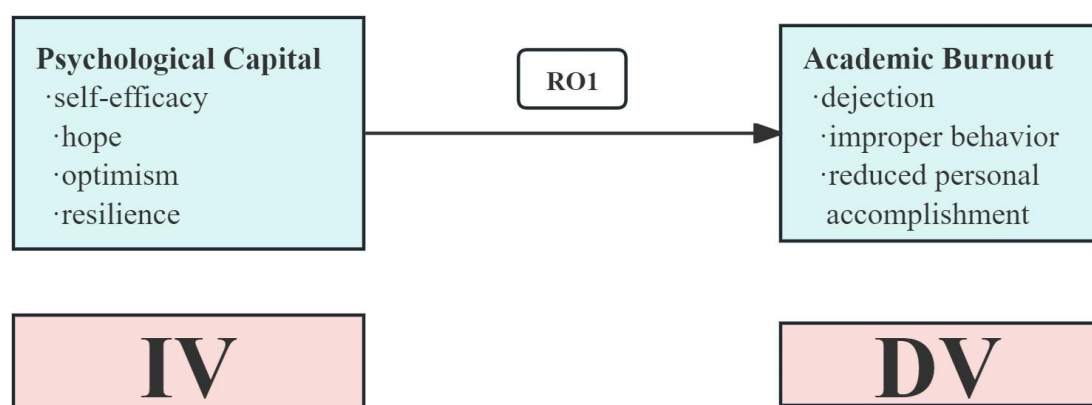 Psychological Capital
·self-efficacy
·hope
·optimism
·resilience
RO1
Academic Burnout
·dejection
·improper behavior
·reduced personal
accomplishment
IV
DV